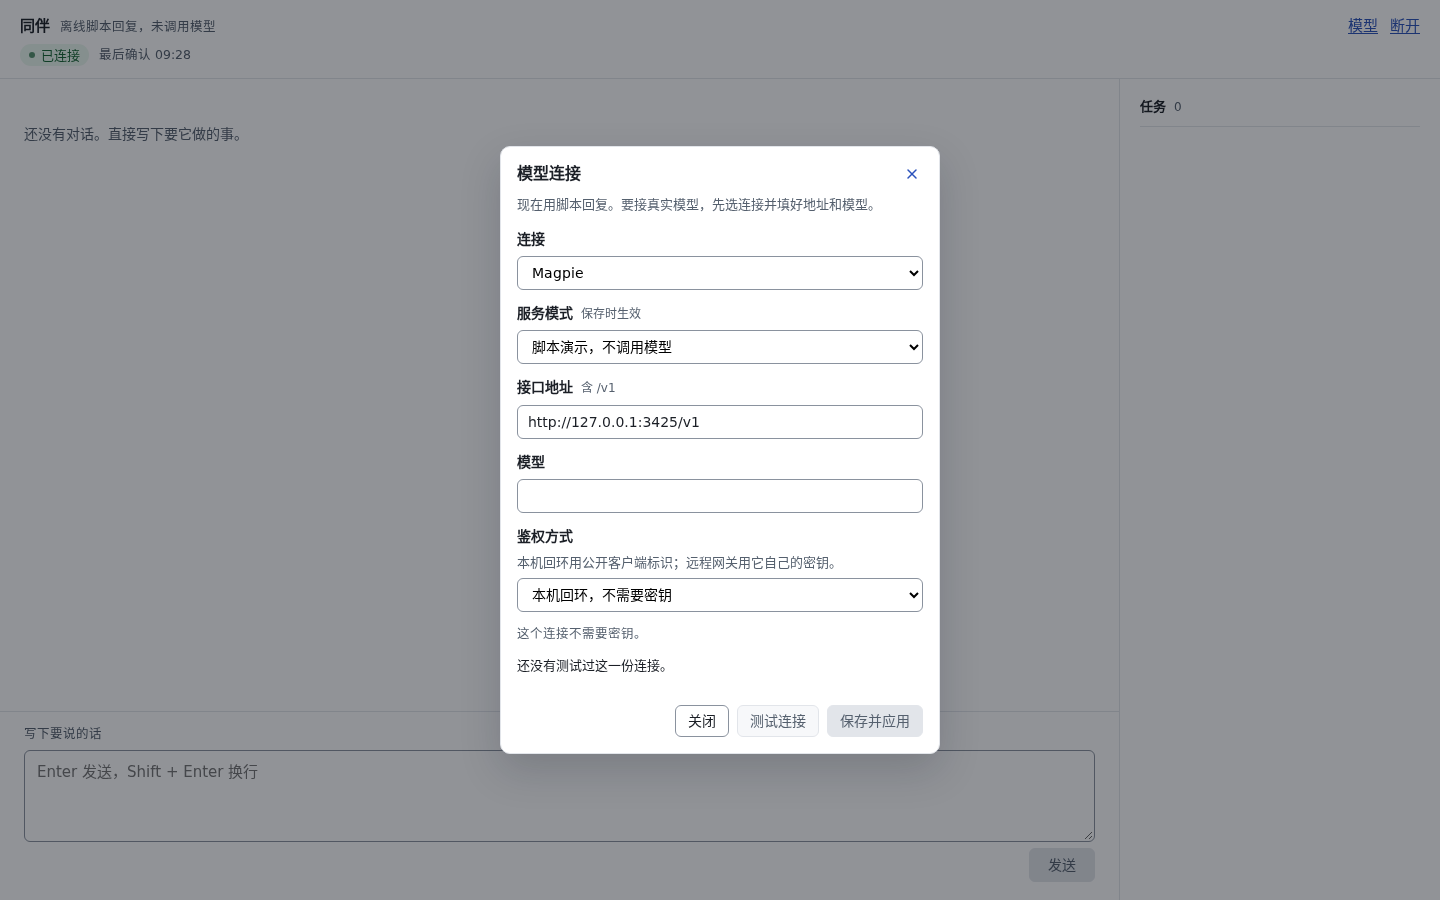 同伴 离线脚本回复，未调用模型
模型 断开
已连接 最后确认 09:28
还没有对话。直接写下要它做的事。
任务 0
模型连接
×
现在用脚本回复。要接真实模型，先选连接并填好地址和模型。
连接
Magpie
服务模式 保存时生效
脚本演示，不调用模型
接口地址 含 /v1
http://127.0.0.1:3425/v1
模型
鉴权方式
本机回环用公开客户端标识；远程网关用它自己的密钥。
本机回环，不需要密钥
这个连接不需要密钥。
还没有测试过这一份连接。
关闭 测试连接 保存并应用
写下要说的话
Enter 发送，Shift + Enter 换行
发送